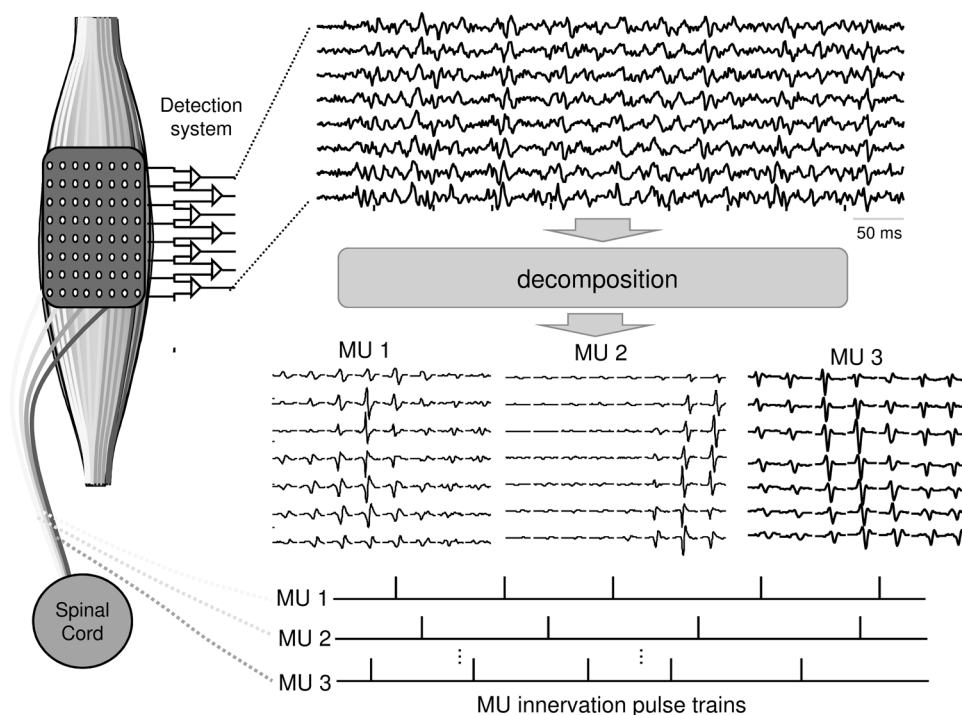 Detection
system
50 ms
decomposition
MU 1
MU 2
MU 3
MU 1
MU 2
MU 3
Spinal
Cord
MU innervation pulse trains